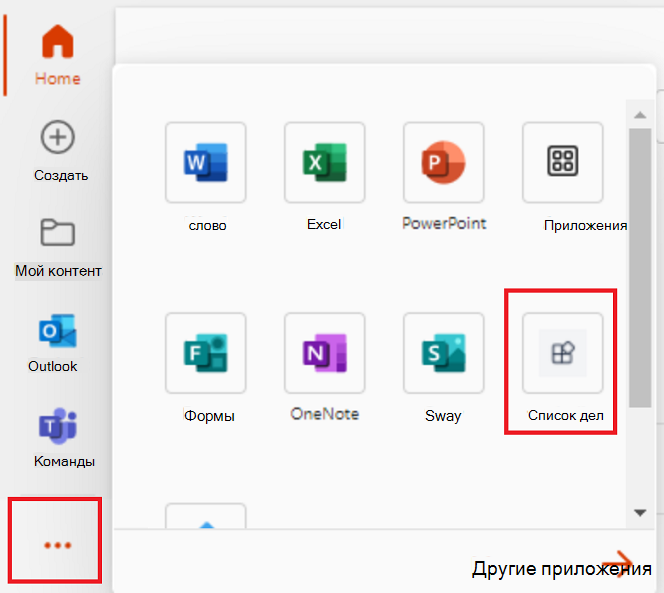 Home
Создать
Мой контент
Outlook
Команды
W
слово
X
Excel
P
PowerPoint
Приложения
F
Формы
N
OneNote
S
Sway
Список дел
O
T
Другие приложения